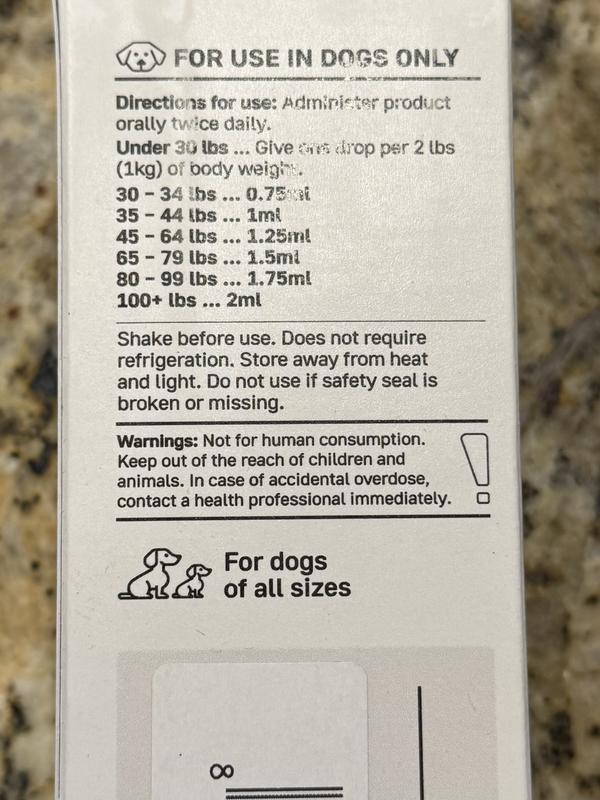 FOR USE IN DOGS ONLY
Directions for use: Administer product
orally twice daily.
Under 30 lbs ... Give one drop per 2 lbs
(1kg) of body weight.
30 - 34 lbs ... 0.75ml
35 - 44 lbs ... 1ml
45 - 64 lbs ... 1.25ml
65 - 79 lbs ... 1.5ml
80 - 99 lbs ... 1.75ml
100+ lbs ... 2ml
Shake before use. Does not require
refrigeration. Store away from heat
and light. Do not use if safety seal is
broken or missing.
Warnings: Not for human consumption.
Keep out of the reach of children and
animals. In case of accidental overdose,
contact a health professional immediately.
For dogs
of all sizes
8